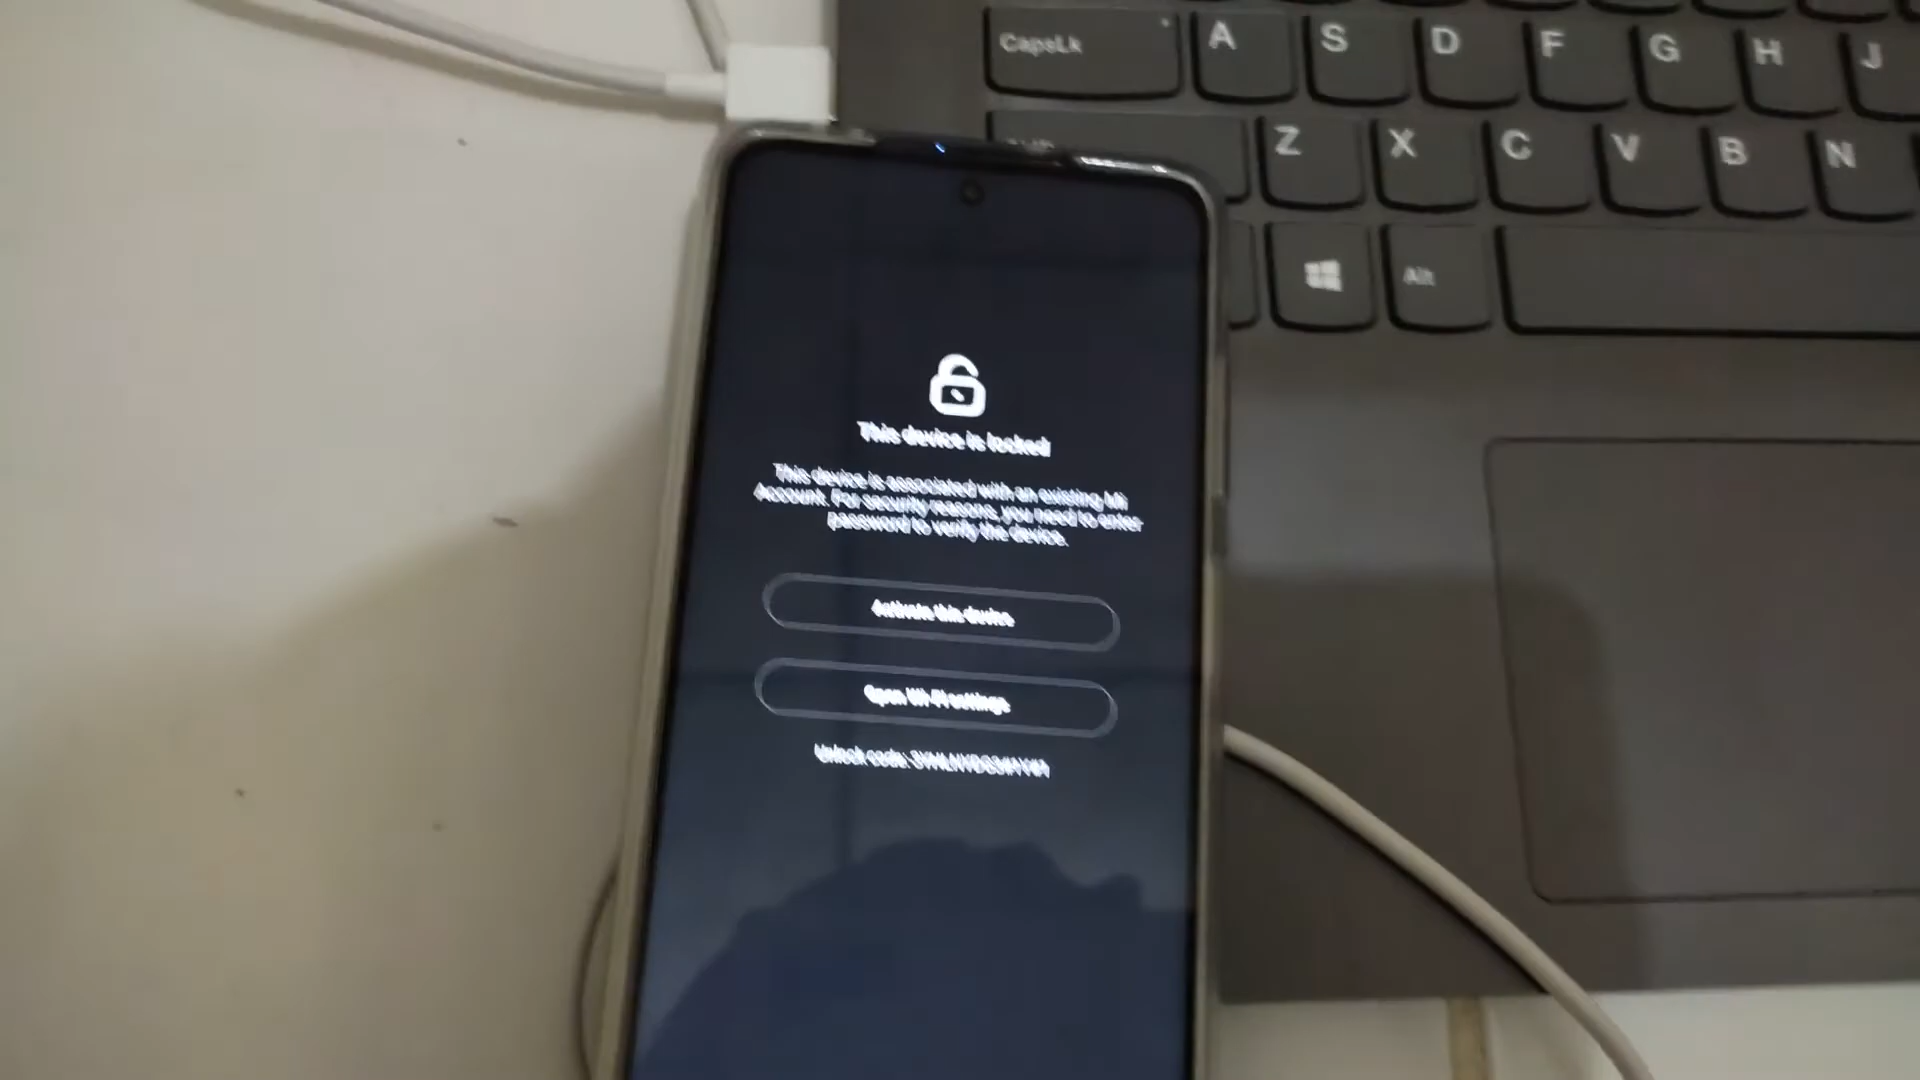 CapsLk A S D F G H J
Z X C V B N
Alt
This device is locked
This device is associated with an existing Mi
Account. For security reasons, you need to enter
password to verify the device.
Activate this device
Open Wi-Fi settings
Unlock code: